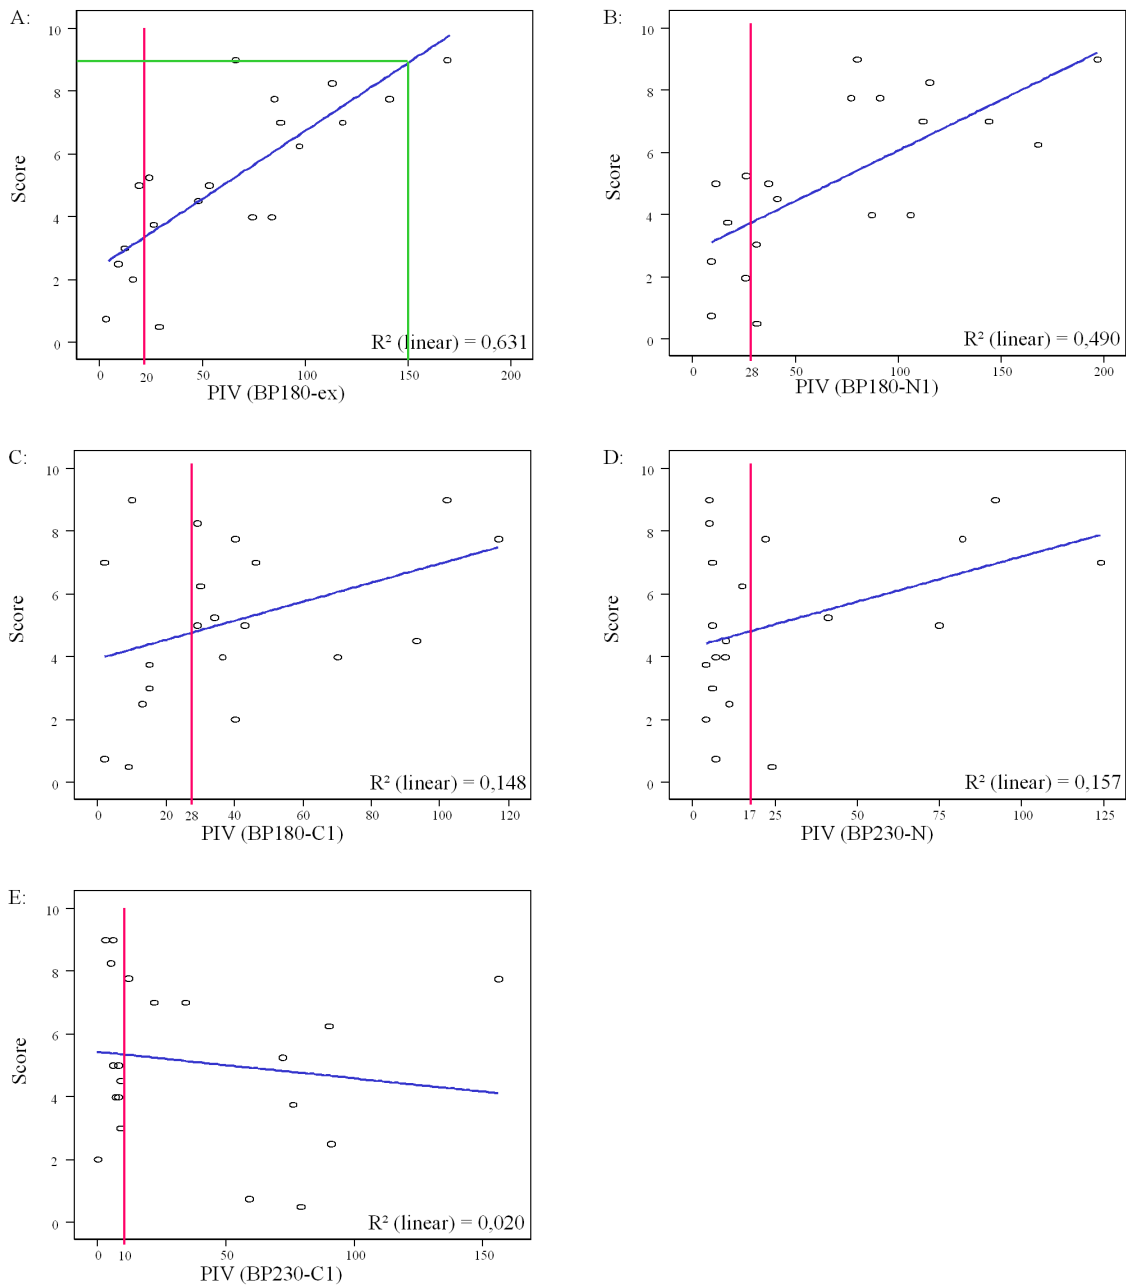 A:
Score
10
8
6
4
2
0
R² (linear) = 0,631
0 20 50 100 150 200
PIV (BP180-ex)
B:
Score
10
8
6
4
2
0
R² (linear) = 0,490
0 28 50 100 150 200
PIV (BP180-N1)
C:
Score
10
8
6
4
2
0
R² (linear) = 0,148
0 20 28 40 60 80 100 120
PIV (BP180-C1)
D:
Score
10
8
6
4
2
0
R² (linear) = 0,157
0 17 25 50 75 100 125
PIV (BP230-N)
E:
Score
10
8
6
4
2
0
R² (linear) = 0,020
0 10 50 100 150
PIV (BP230-C1)